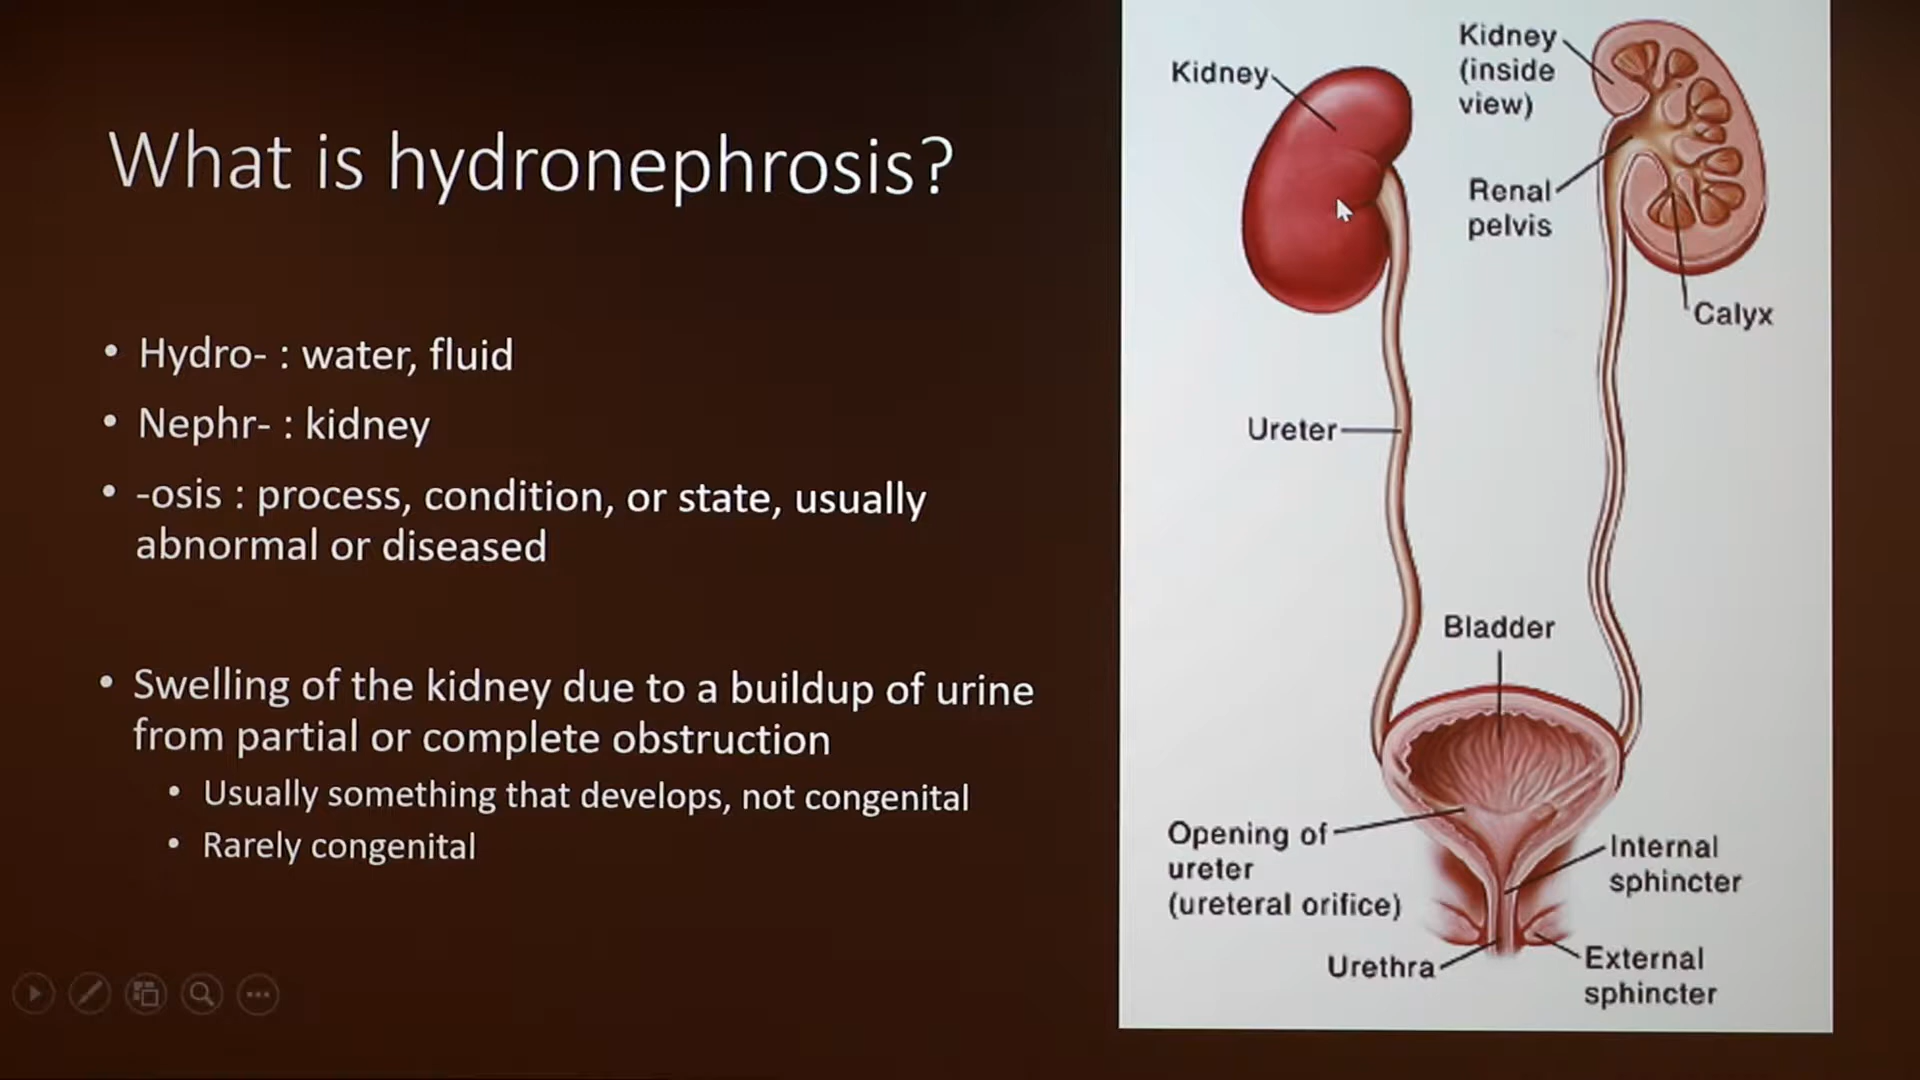 What is hydronephrosis?
• Hydro- : water, fluid
• Nephr- : kidney
• -osis : process, condition, or state, usually
abnormal or diseased
• Swelling of the kidney due to a buildup of urine
from partial or complete obstruction
• Usually something that develops, not congenital
• Rarely congenital
Kidney
Kidney
(inside
view)
Renal
pelvis
Calyx
Ureter
Bladder
Opening of
ureter
(ureteral orifice)
Internal
sphincter
Urethra
External
sphincter